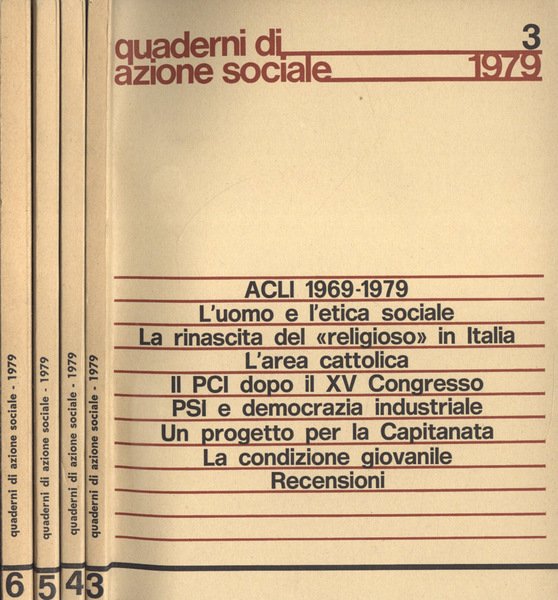 quaderni di
azione sociale
3
1979
ACLI 1969-1979
L'uomo e l'etica sociale
La rinascita del «religioso» in Italia
L'area cattolica
Il PCI dopo il XV Congresso
PSI e democrazia industriale
Un progetto per la Capitanata
La condizione giovanile
Recensioni
quaderni di azione sociale - 1979
6
quaderni di azione sociale - 1979
5
quaderni di azione sociale - 1979
4
quaderni di azione sociale - 1979
3